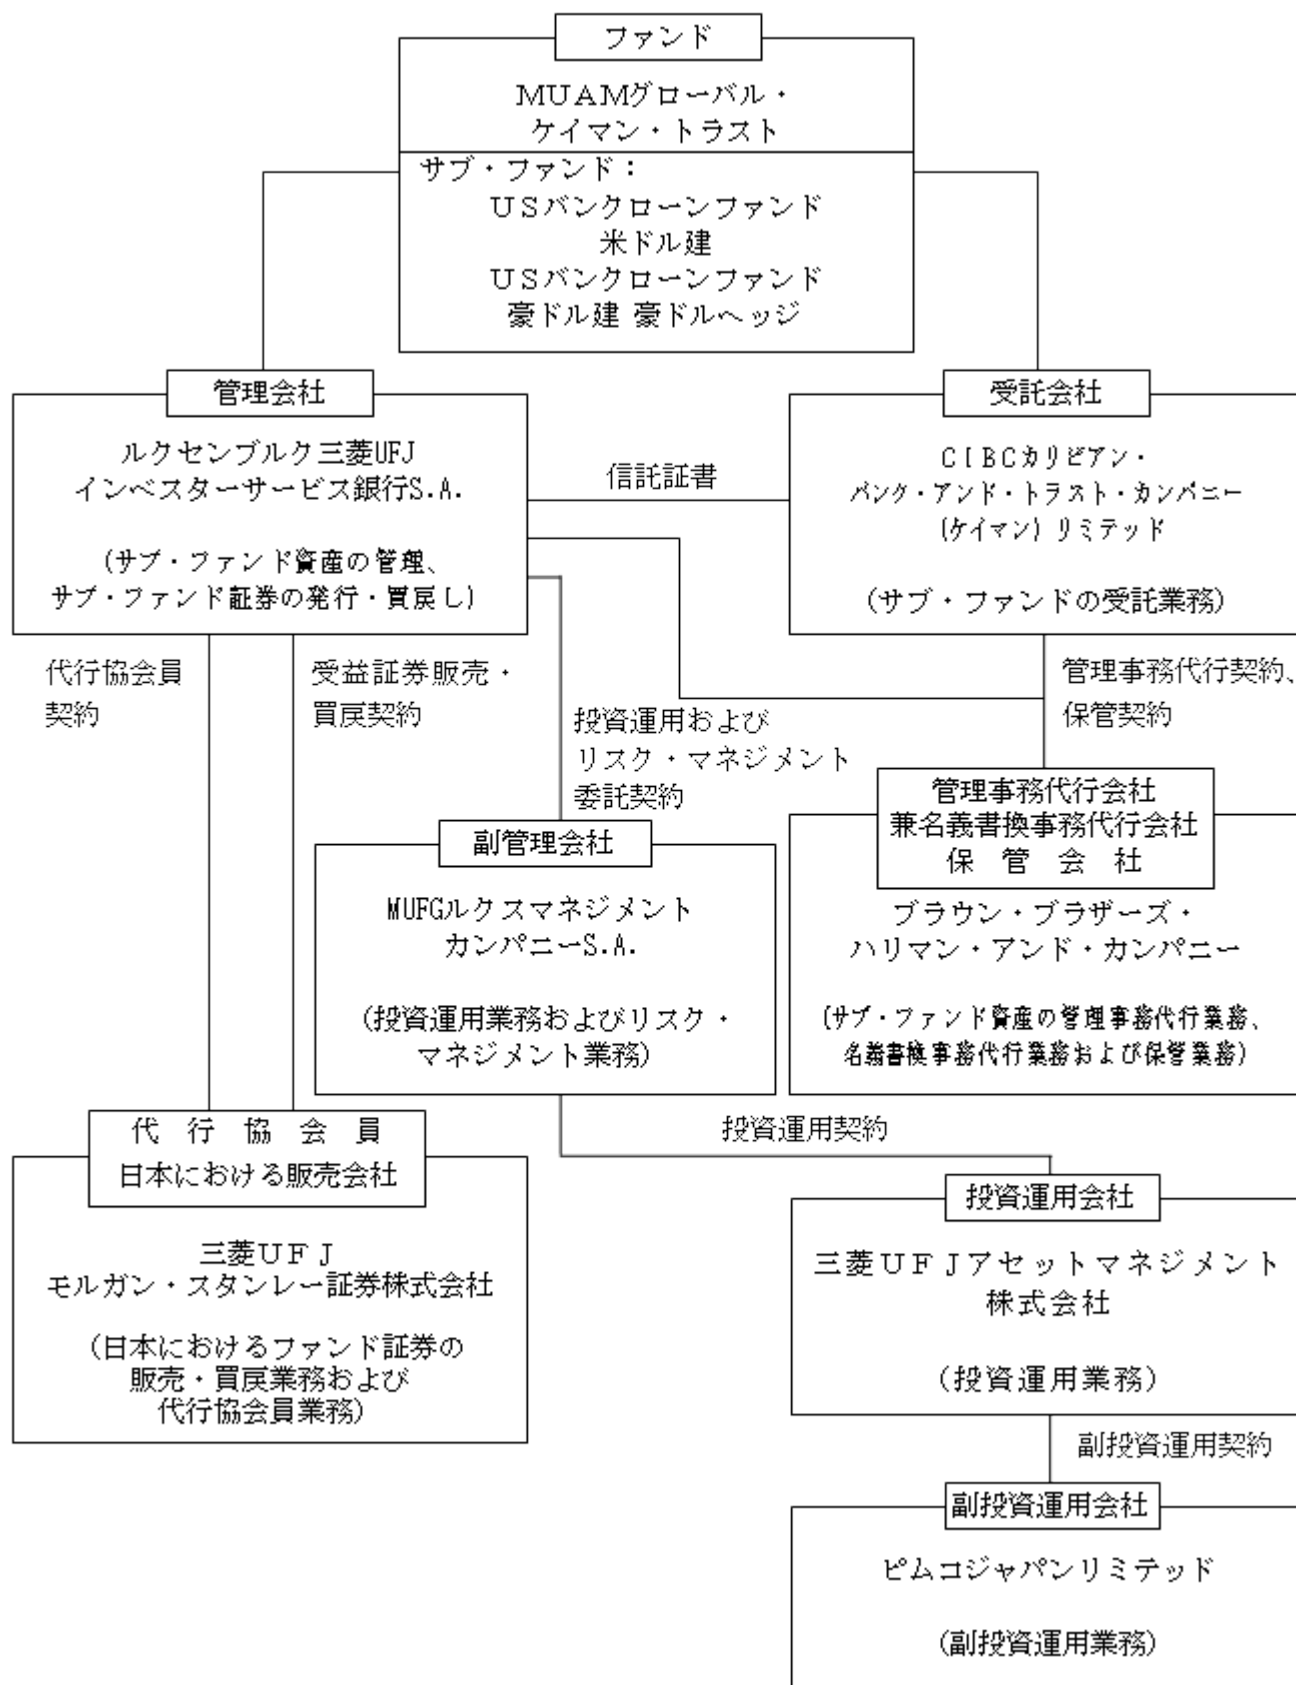 ファンド
MUAMグローバル・
ケイマン・トラスト
サブ・ファンド：
USバンクローンファンド
米ドル建
USバンクローンファンド
豪ドル建 豪ドルヘッジ
管理会社
ルクセンブルク三菱UFJ
インベスターサービス銀行S.A.
(サブ・ファンド資産の管理、
サブ・ファンド証券の発行・買戻し)
信託証書
受託会社
CIBCカリビアン・
バンク・アンド・トラスト・カンパニー
(ケイマン)リミテッド
(サブ・ファンドの受託業務)
代行協会員
契約
受益証券販売・
買戻契約
投資運用および
リスク・マネジメント
委託契約
管理事務代行契約、
保管契約
副管理会社
MUFGルクスマネジメント
カンパニーS.A.
(投資運用業務およびリスク・
マネジメント業務)
管理事務代行会社
兼名義書換事務代行会社
保 管 会 社
ブラウン・ブラザーズ・
ハリマン・アンド・カンパニー
(サブ・ファンド資産の管理事務代行業務、
名義書換事務代行業務および保管業務)
代 行 協 会 員
日本における販売会社
三菱UFJ
モルガン・スタンレー証券株式会社
(日本におけるファンド証券の
販売・買戻業務および
代行協会員業務)
投資運用契約
投資運用会社
三菱UFJアセットマネジメント
株式会社
(投資運用業務)
副投資運用契約
副投資運用会社
ピムコジャパンリミテッド
(副投資運用業務)